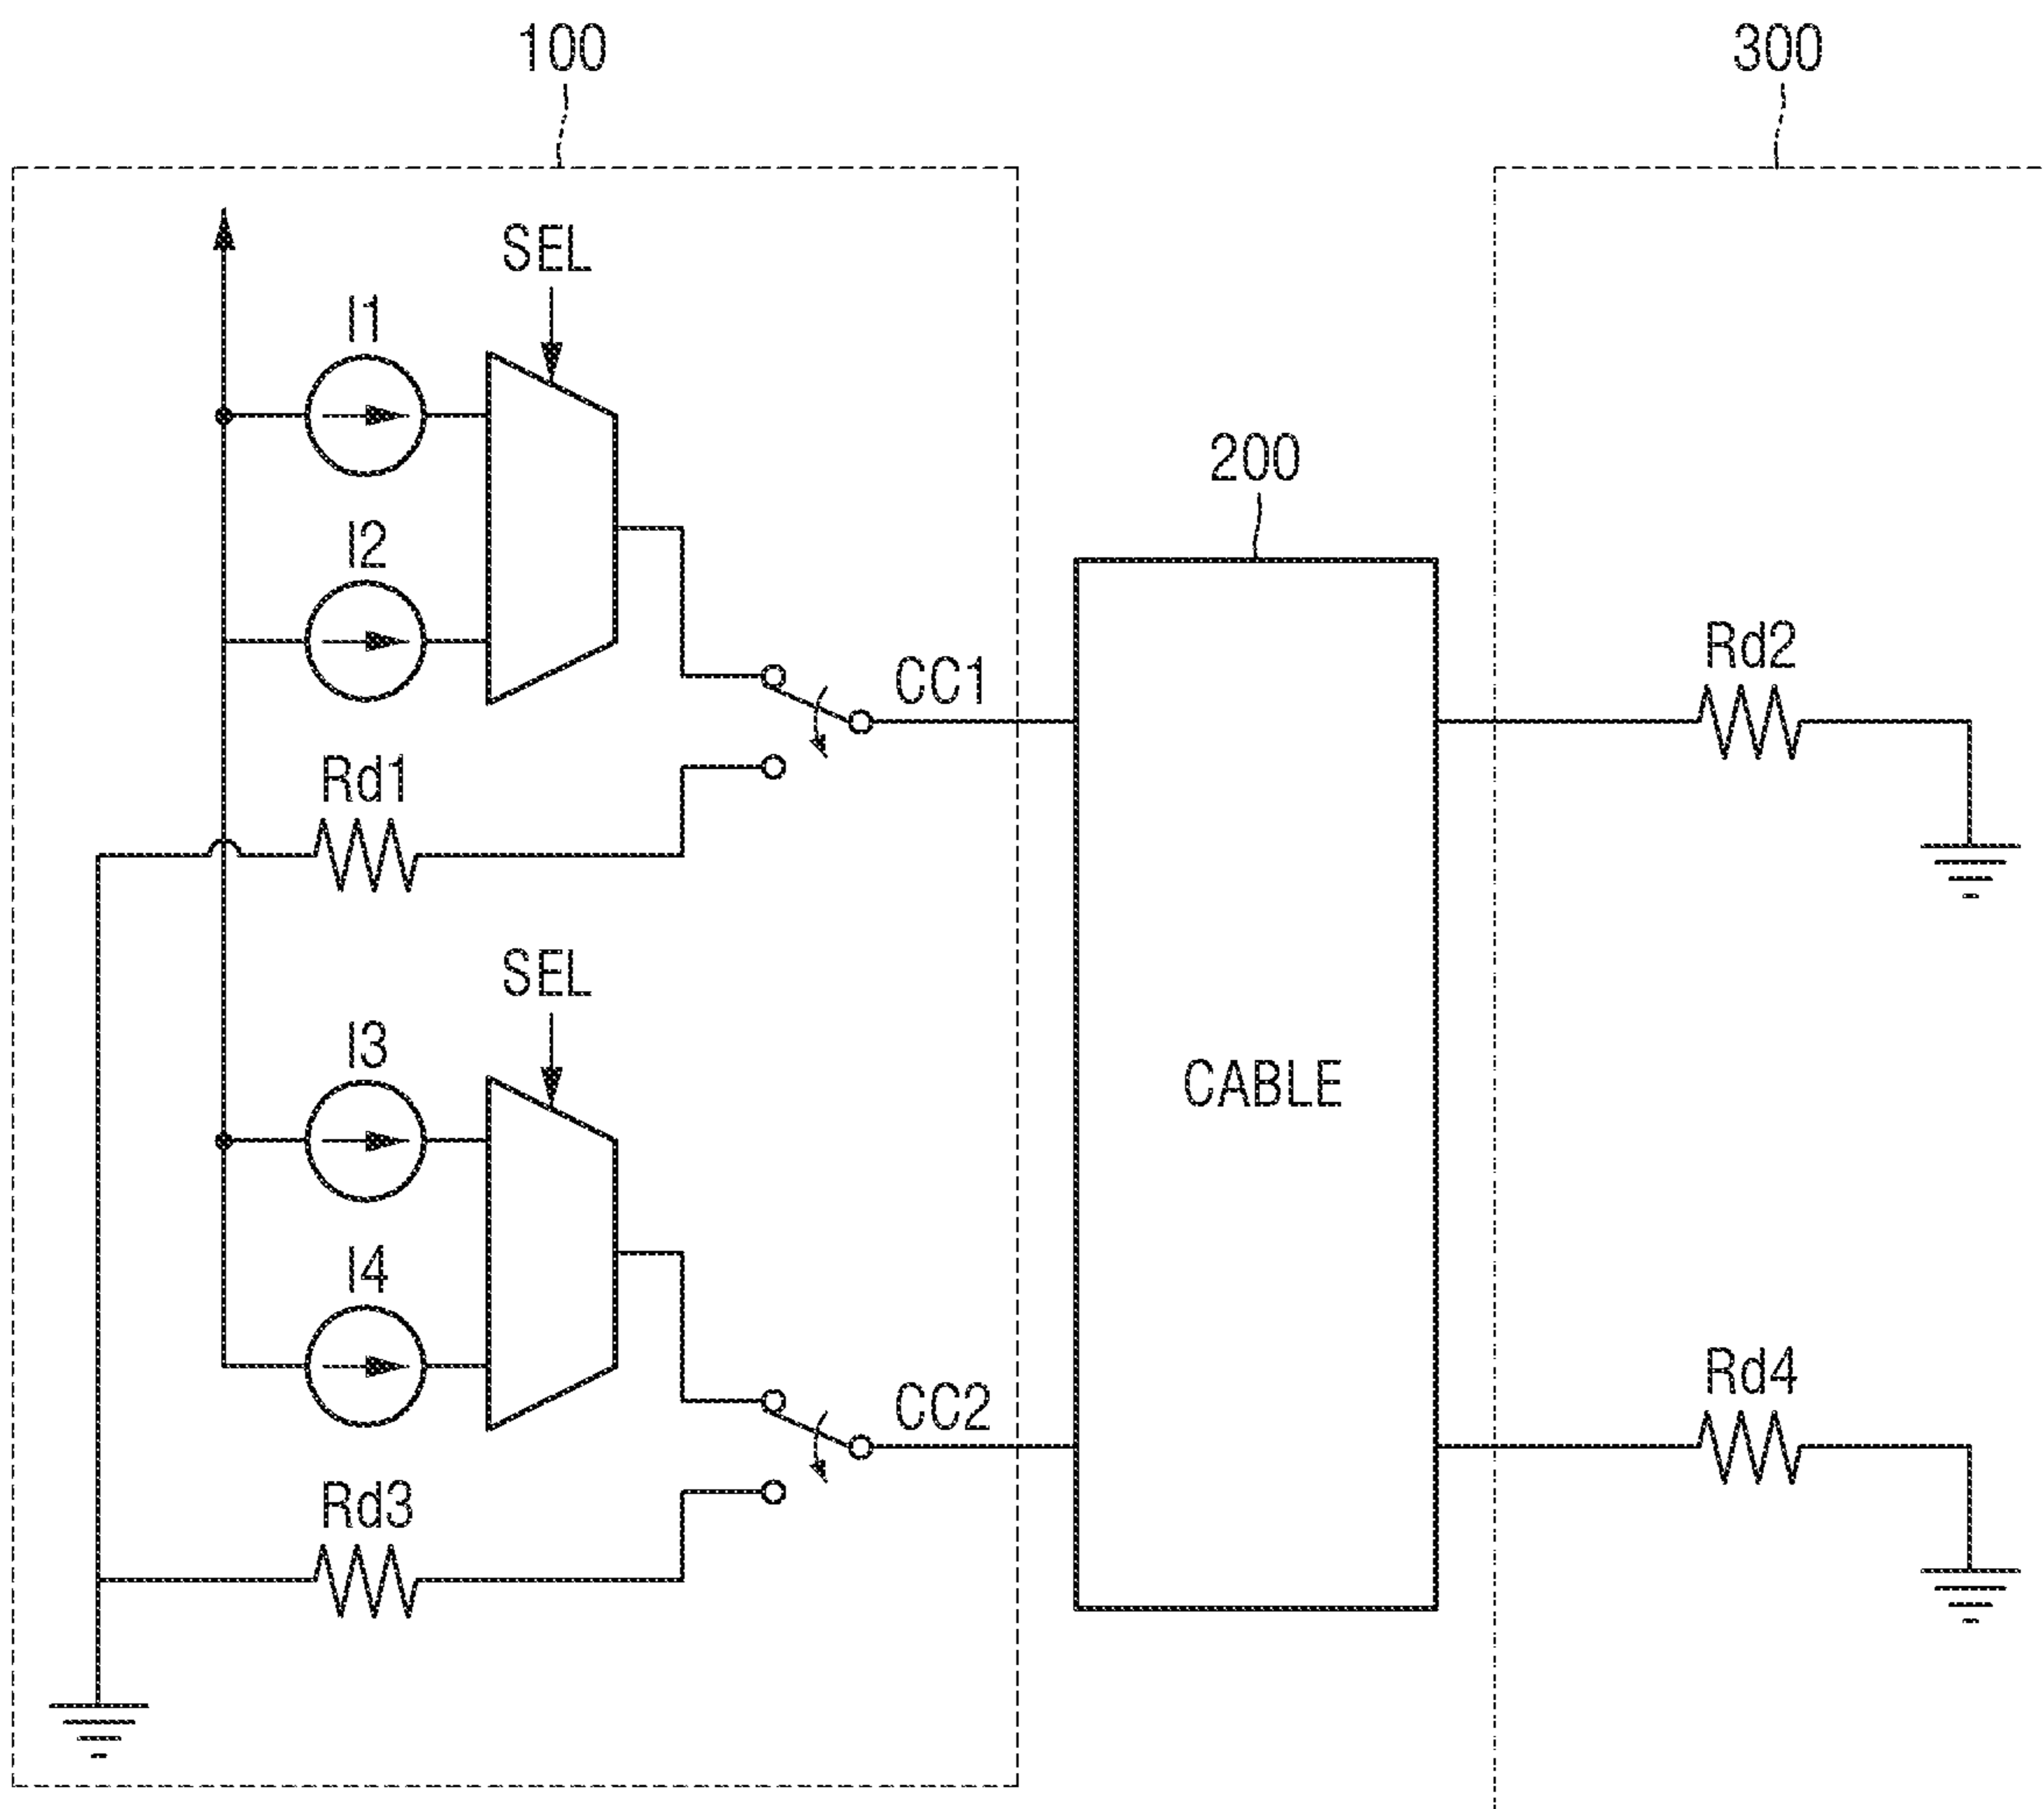 100
300
SEL
I1
200
I2
Rd2
CC1
Rd1
SEL
I3
CABLE
I4
Rd4
CC2
Rd3